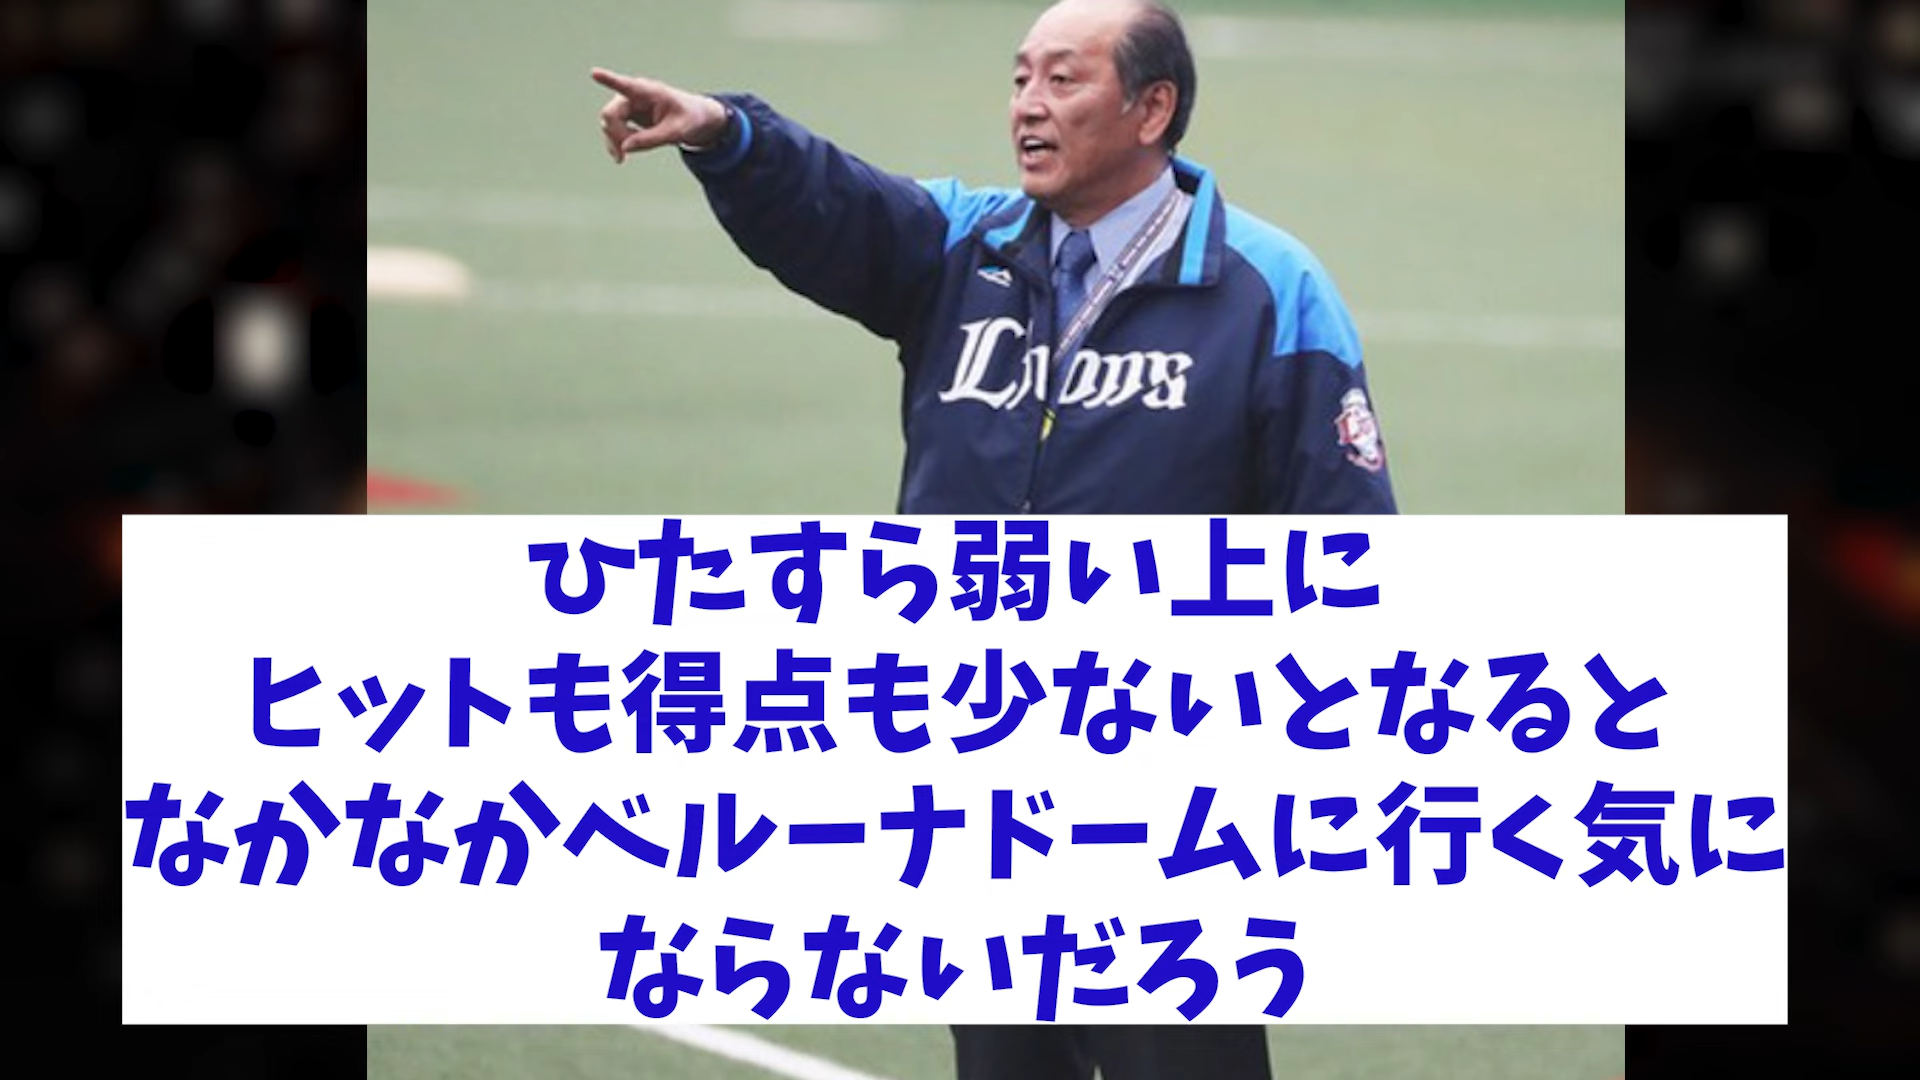 Lions
ひたすら弱い上に
ヒットも得点も少ないとなると
なかなかベルーナドームに行く気に
ならないだろう